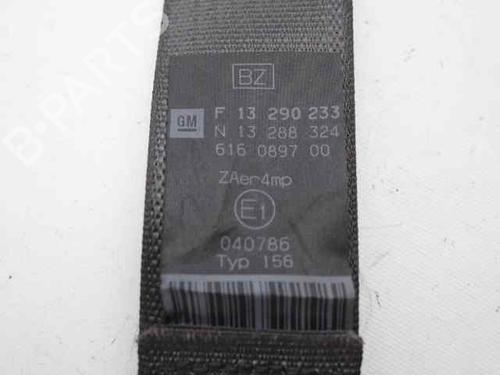 BZ
GM F 13 290 233
N 13 288 324
616 0897 00
ZAer4mp
E1
040786
Typ 156
B-Parts